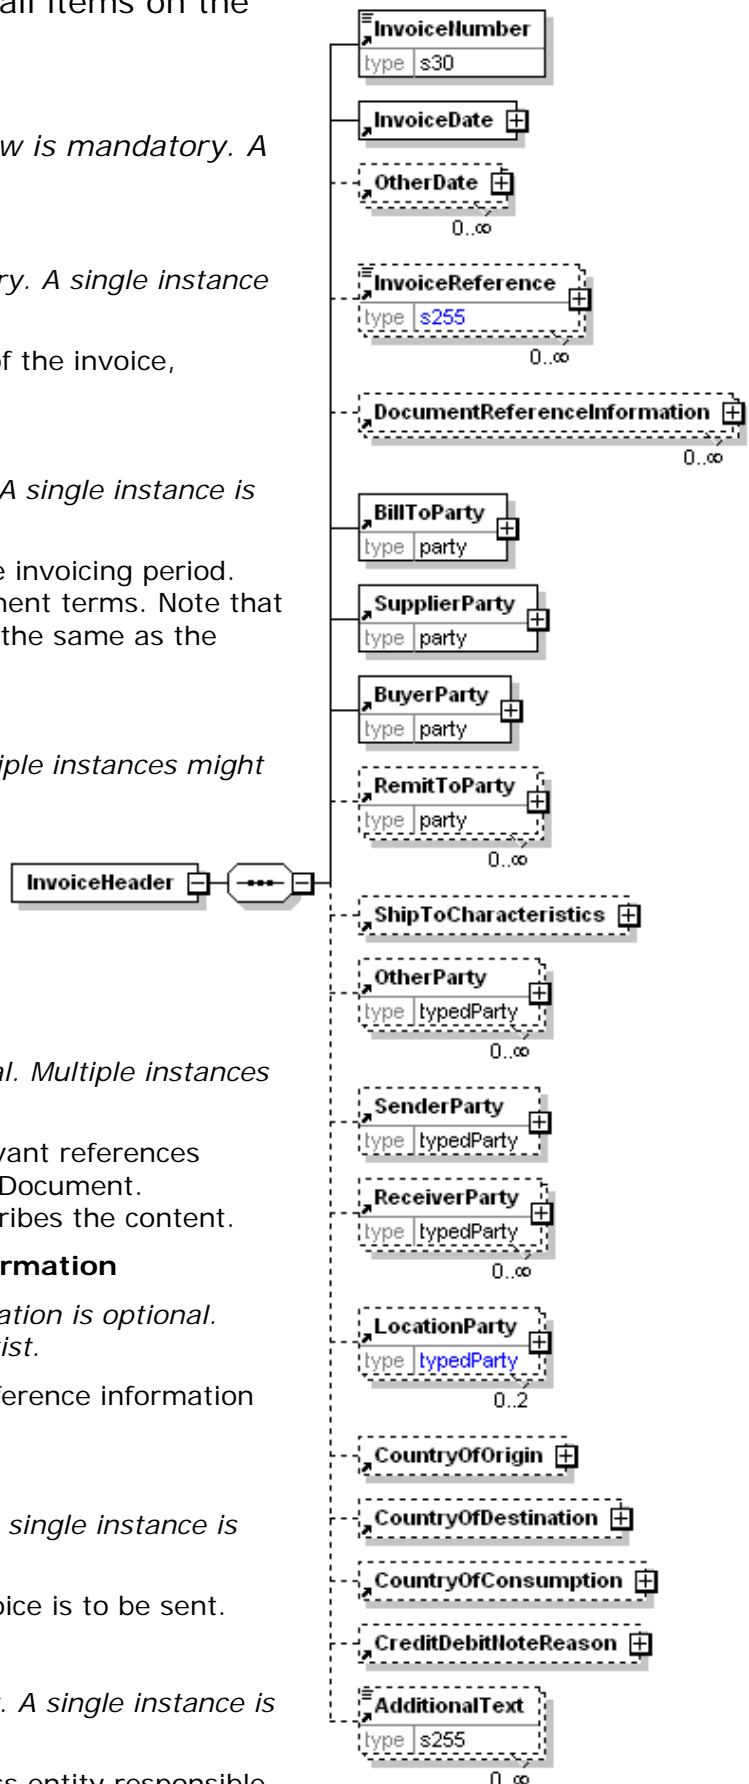 all items on the
w is mandatory. A
ry. A single instance
of the invoice,
A single instance is
e invoicing period.
nent terms. Note that
the same as the
iple instances might
al. Multiple instances
vant references
Document.
ribes the content.
rmation
ation is optional.
ist.
ference information
single instance is
oice is to be sent.
. A single instance is
ss entity responsible
InvoiceHeader
InvoiceNumber
type s30
InvoiceDate
OtherDate
0..∞
InvoiceReference
type s255
0..∞
DocumentReferenceInformation
0..∞
BillToParty
type party
SupplierParty
type party
BuyerParty
type party
RemitToParty
type party
0..∞
ShipToCharacteristics
OtherParty
type typedParty
0..∞
SenderParty
type typedParty
ReceiverParty
type typedParty
0..∞
LocationParty
type typedParty
0..2
CountryOfOrigin
CountryOfDestination
CountryOfConsumption
CreditDebitNoteReason
AdditionalText
type s255
0..∞